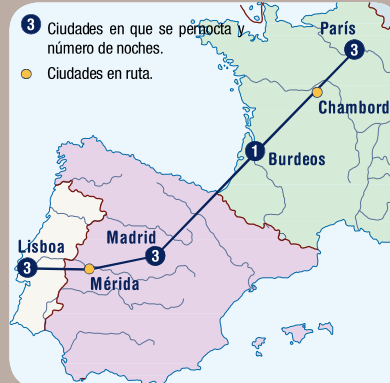 3 Ciudades en que se pernocta y
número de noches.
Ciudades en ruta.
París
3
Chambord
1
Burdeos
Madrid
3
Lisboa
3
Mérida